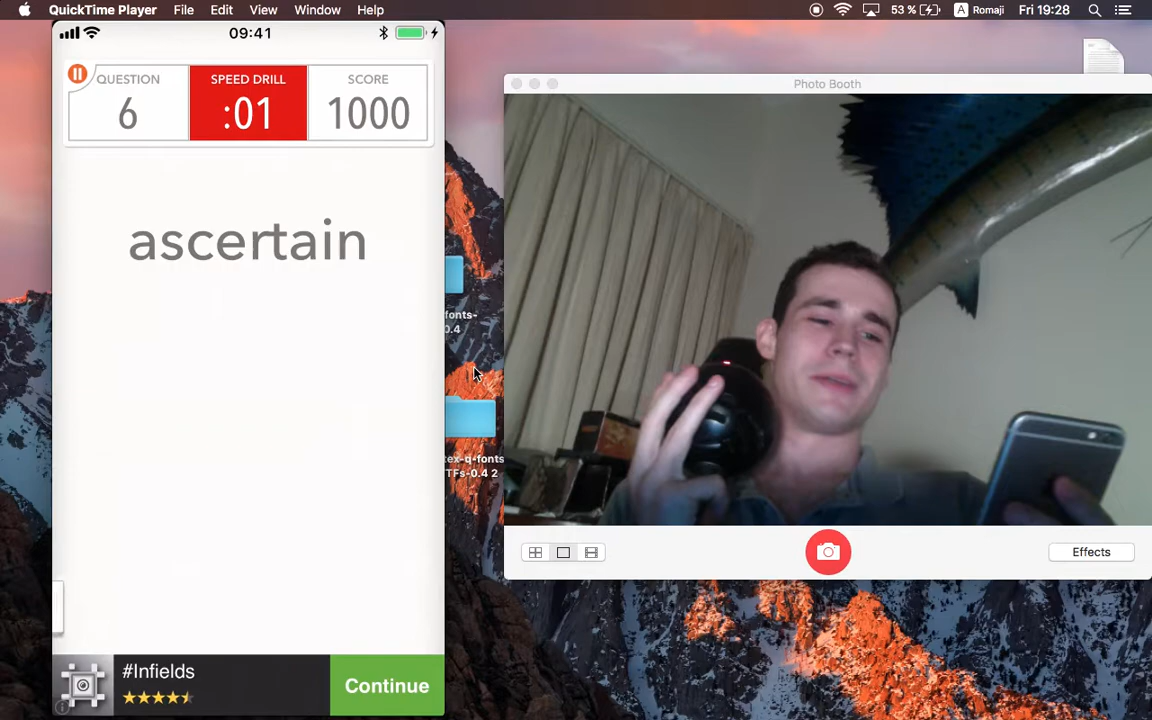 QuickTime Player File Edit View Window Help 53 % A Romaji Fri 19:28
09:41
QUESTION SPEED DRILL SCORE
6 :01 1000
ascertain
#Infields
Continue
fonts-
0.4
tex-q-fonts
TFs-0.4 2
Photo Booth
Effects